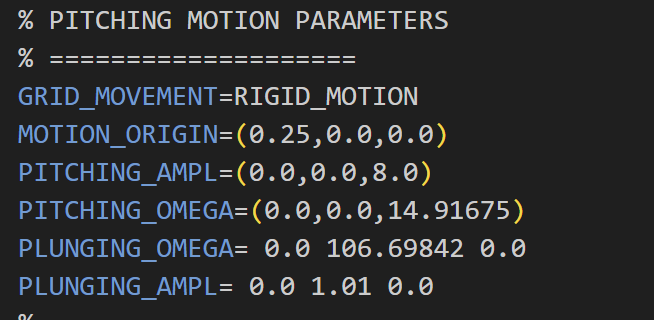 % PITCHING MOTION PARAMETERS
% ====================
GRID_MOVEMENT=RIGID_MOTION
MOTION_ORIGIN=(0.25,0.0,0.0)
PITCHING_AMPL=(0.0,0.0,8.0)
PITCHING_OMEGA=(0.0,0.0,14.91675)
PLUNGING_OMEGA= 0.0 106.69842 0.0
PLUNGING_AMPL= 0.0 1.01 0.0
%